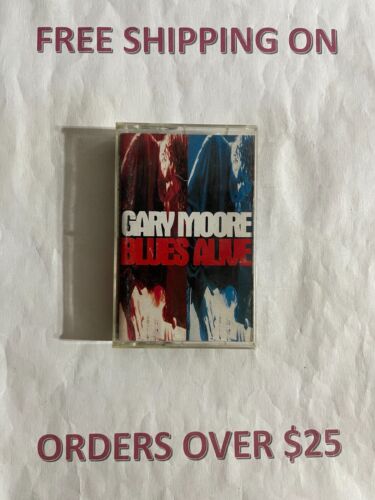 FREE SHIPPING ON
GARY MOORE
BLUES ALIVE
ORDERS OVER $25